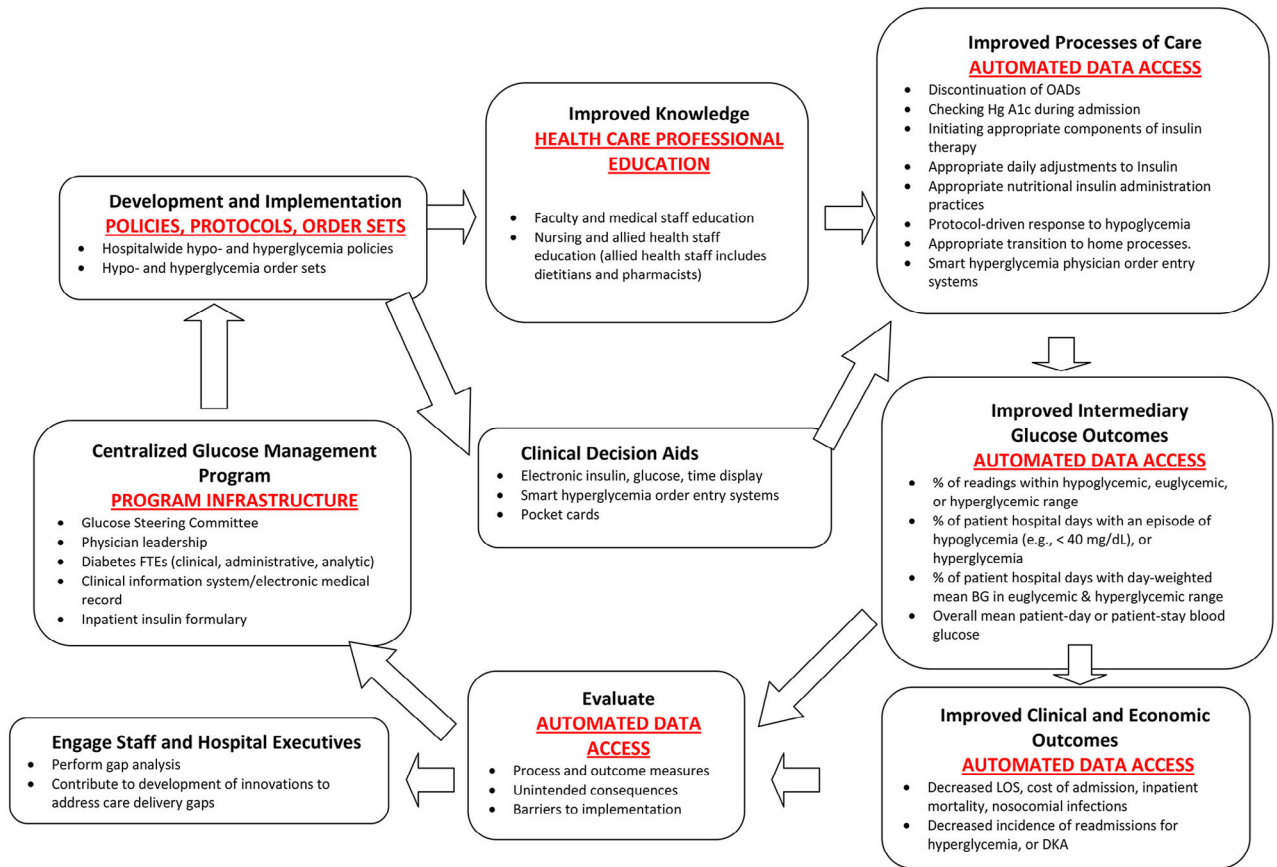 Development and Implementation
POLICIES, PROTOCOLS, ORDER SETS
• Hospitalwide hypo- and hyperglycemia policies
• Hypo- and hyperglycemia order sets
Improved Knowledge
HEALTH CARE PROFESSIONAL
EDUCATION
• Faculty and medical staff education
• Nursing and allied health staff
education (allied health staff includes
dietitians and pharmacists)
Improved Processes of Care
AUTOMATED DATA ACCESS
• Discontinuation of OADs
• Checking Hg A1c during admission
• Initiating appropriate components of insulin
therapy
• Appropriate daily adjustments to Insulin
• Appropriate nutritional insulin administration
practices
• Protocol-driven response to hypoglycemia
• Appropriate transition to home processes.
• Smart hyperglycemia physician order entry
systems
Centralized Glucose Management
Program
PROGRAM INFRASTRUCTURE
• Glucose Steering Committee
• Physician leadership
• Diabetes FTEs (clinical, administrative, analytic)
• Clinical information system/electronic medical
record
• Inpatient insulin formulary
Clinical Decision Aids
• Electronic insulin, glucose, time display
• Smart hyperglycemia order entry systems
• Pocket cards
Improved Intermediary
Glucose Outcomes
AUTOMATED DATA ACCESS
• % of readings within hypoglycemic, euglycemic,
or hyperglycemic range
• % of patient hospital days with an episode of
hypoglycemia (e.g., < 40 mg/dL), or
hyperglycemia
• % of patient hospital days with day-weighted
mean BG in euglycemic & hyperglycemic range
• Overall mean patient-day or patient-stay blood
glucose
Engage Staff and Hospital Executives
• Perform gap analysis
• Contribute to development of innovations to
address care delivery gaps
Evaluate
AUTOMATED DATA
ACCESS
• Process and outcome measures
• Unintended consequences
• Barriers to implementation
Improved Clinical and Economic
Outcomes
AUTOMATED DATA ACCESS
• Decreased LOS, cost of admission, inpatient
mortality, nosocomial infections
• Decreased incidence of readmissions for
hyperglycemia, or DKA